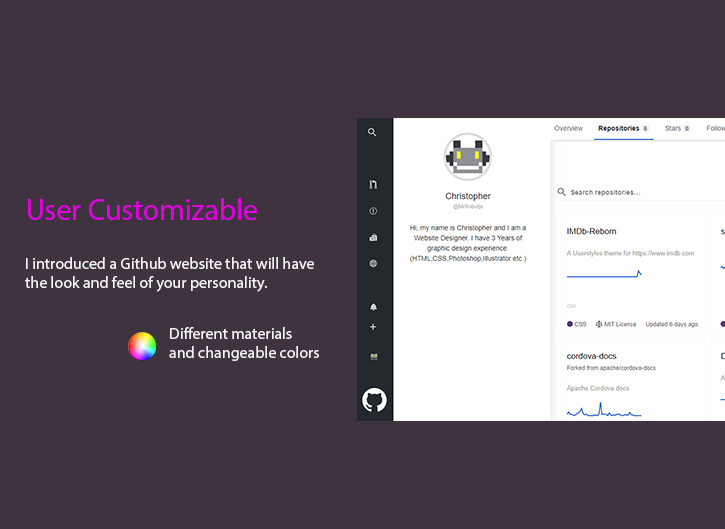 User Customizable
I introduced a Github website that will have
the look and feel of your personality.
Different materials
and changeable colors
Overview Repositories 6 Stars 0 Follow
Christopher
@MrRobotjs
Hi, my name is Christopher and I am a
Website Designer. I have 3 Years of
graphic design experience.
(HTML,CSS,Photoshop,Illustrator etc.)
Search repositories...
IMDb-Reborn
A Userstyles theme for https://www.imdb.com
css
CSS MIT License Updated 6 days ago
cordova-docs
Forked from apache/cordova-docs
Apache Cordova docs